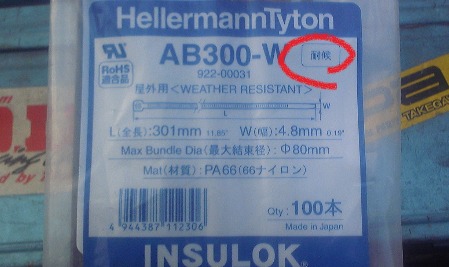 HellermannTyton
AB300-W 耐候
922-00031
RoHS
適合品
屋外用<WEATHER RESISTANT>
L W
L(全長):301mm 11.85" W(幅):4.8mm 0.19"
Max Bundle Dia(最大結束径):Φ80mm
Mat(材質):PA66(66ナイロン)
Qty:100本
Made in Japan
4 944387 112306
INSULOK
TAKEGAWA